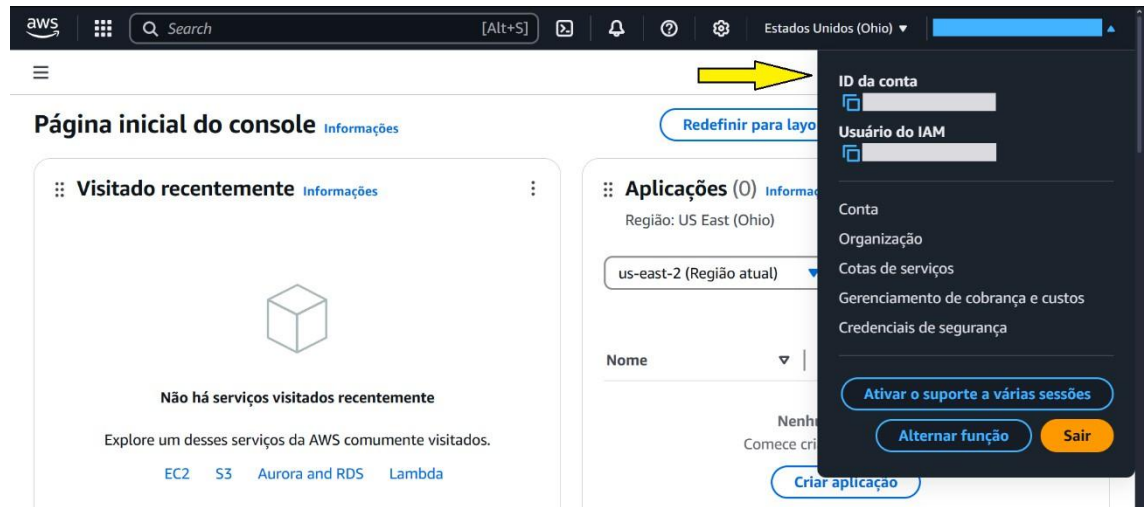 aws
Search [Alt+S]
Estados Unidos (Ohio)
ID da conta
Usuário do IAM
Conta
Organização
Cotas de serviços
Gerenciamento de cobrança e custos
Credenciais de segurança
Ativar o suporte a várias sessões
Alternar função
Sair
Página inicial do console Informações
Redefinir para layo
Visitado recentemente Informações
Não há serviços visitados recentemente
Explore um desses serviços da AWS comumente visitados.
EC2 S3 Aurora and RDS Lambda
Aplicações (0) Informaç
Região: US East (Ohio)
us-east-2 (Região atual)
Nome
Nenh
Comece cri
Criar aplicação